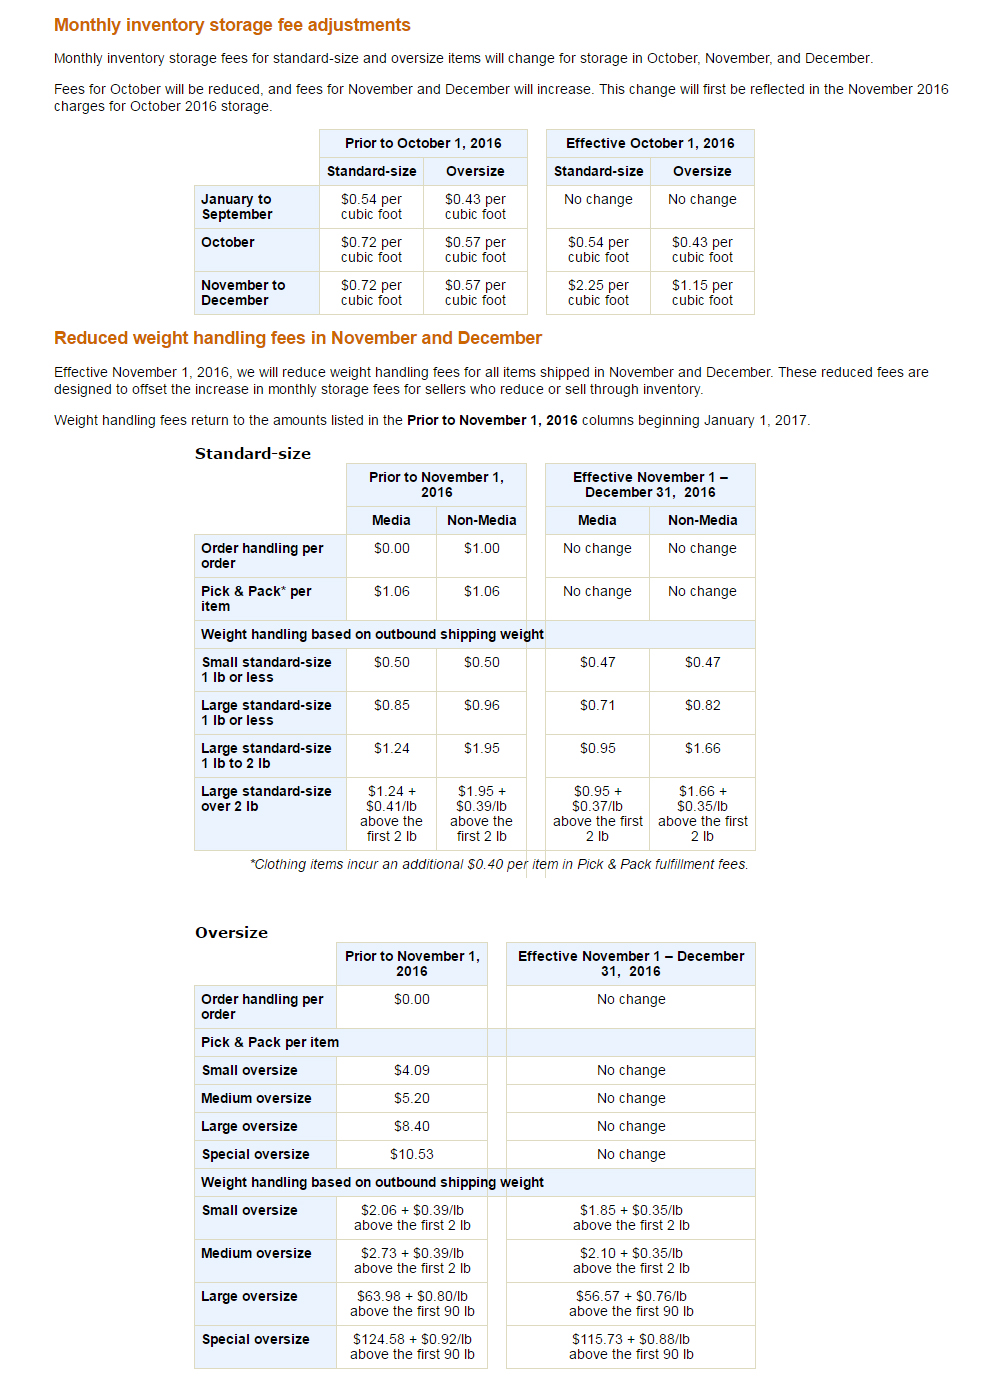 Monthly inventory storage fee adjustments
Monthly inventory storage fees for standard-size and oversize items will change for storage in October, November, and December.
Fees for October will be reduced, and fees for November and December will increase. This change will first be reflected in the November 2016
charges for October 2016 storage.
Prior to October 1, 2016 Effective October 1, 2016
Standard-size Oversize Standard-size Oversize
January to $0.54 per $0.43 per No change No change
September cubic foot cubic foot
October $0.72 per $0.57 per $0.54 per $0.43 per
cubic foot cubic foot cubic foot cubic foot
November to $0.72 per $0.57 per $2.25 per $1.15 per
December cubic foot cubic foot cubic foot cubic foot
Reduced weight handling fees in November and December
Effective November 1, 2016, we will reduce weight handling fees for all items shipped in November and December. These reduced fees are
designed to offset the increase in monthly storage fees for sellers who reduce or sell through inventory.
Weight handling fees return to the amounts listed in the Prior to November 1, 2016 columns beginning January 1, 2017.
Standard-size
Prior to November 1, Effective November 1 –
2016 December 31, 2016
Media Non-Media Media Non-Media
Order handling per $0.00 $1.00 No change No change
order
Pick & Pack* per $1.06 $1.06 No change No change
item
Weight handling based on outbound shipping weight
Small standard-size $0.50 $0.50 $0.47 $0.47
1 lb or less
Large standard-size $0.85 $0.96 $0.71 $0.82
1 lb or less
Large standard-size $1.24 $1.95 $0.95 $1.66
1 lb to 2 lb
Large standard-size $1.24 + $1.95 + $0.95 + $1.66 +
over 2 lb $0.41/lb $0.39/lb $0.37/lb $0.35/lb
above the above the above the first above the first
first 2 lb first 2 lb 2 lb 2 lb
*Clothing items incur an additional $0.40 per item in Pick & Pack fulfillment fees.
Oversize
Prior to November 1, Effective November 1 – December
2016 31, 2016
Order handling per $0.00 No change
order
Pick & Pack per item
Small oversize $4.09 No change
Medium oversize $5.20 No change
Large oversize $8.40 No change
Special oversize $10.53 No change
Weight handling based on outbound shipping weight
Small oversize $2.06 + $0.39/lb $1.85 + $0.35/lb
above the first 2 lb above the first 2 lb
Medium oversize $2.73 + $0.39/lb $2.10 + $0.35/lb
above the first 2 lb above the first 2 lb
Large oversize $63.98 + $0.80/lb $56.57 + $0.76/lb
above the first 90 lb above the first 90 lb
Special oversize $124.58 + $0.92/lb $115.73 + $0.88/lb
above the first 90 lb above the first 90 lb